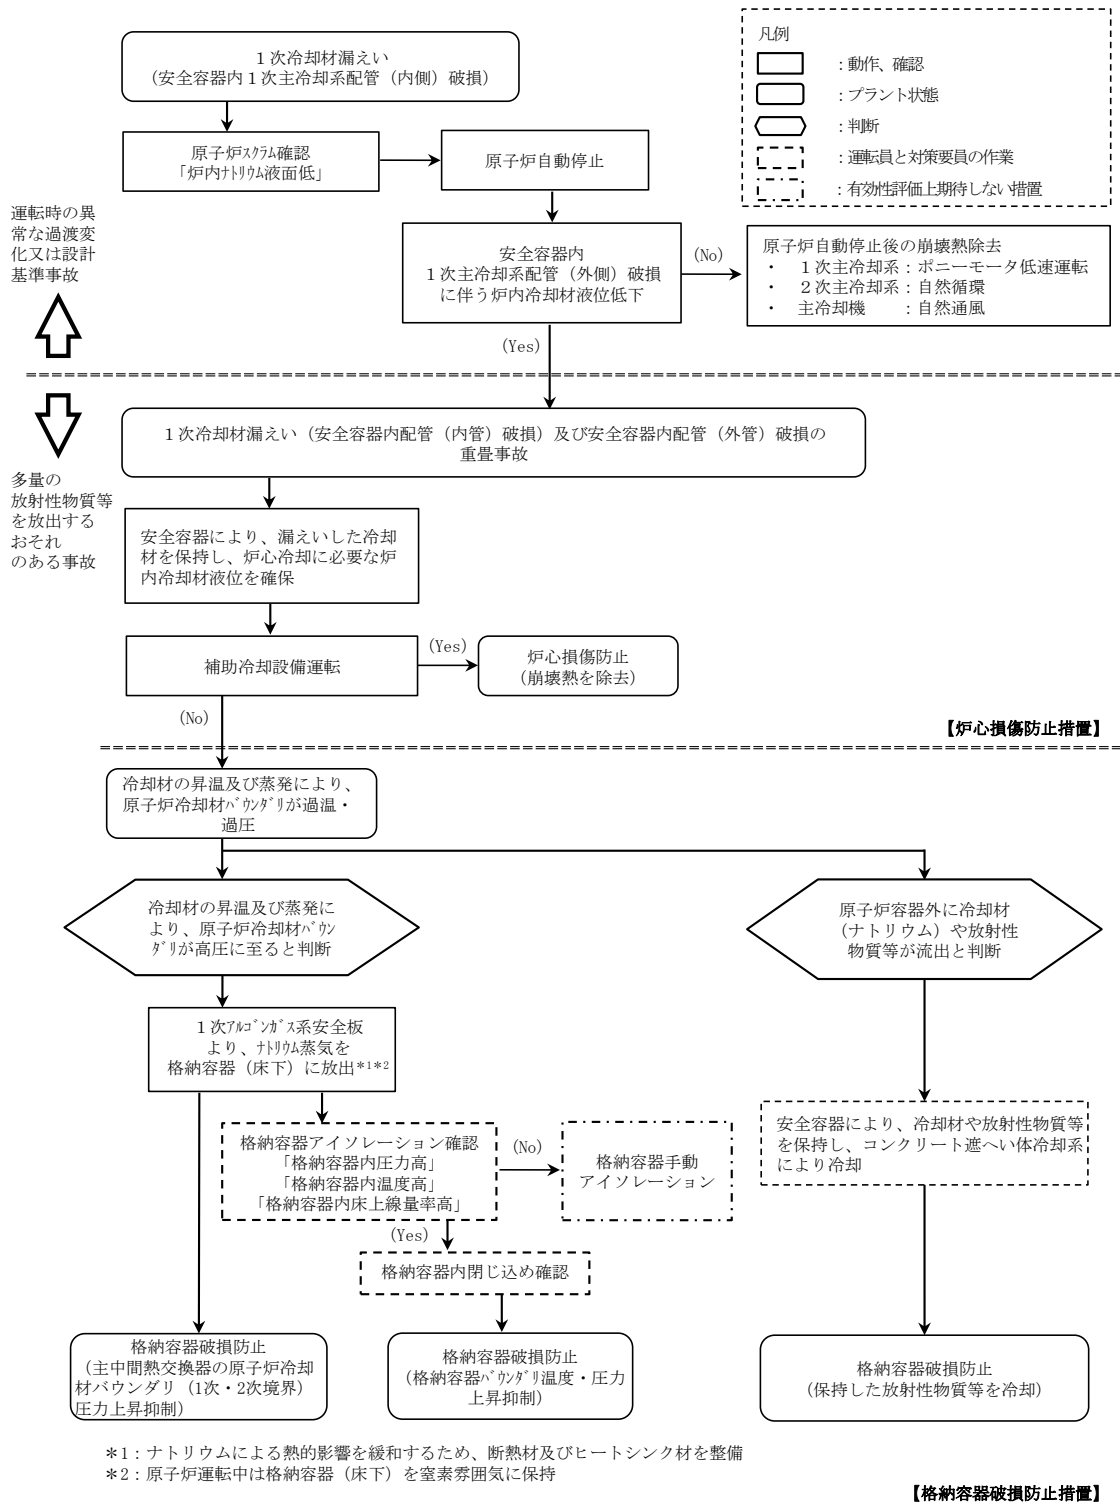 凡例
：動作、確認
：プラント状態
：判断
：運転員と対策要員の作業
：有効性評価上期待しない措置
１次冷却材漏えい
（安全容器内１次主冷却系配管（内側）破損）
原子炉ｽｸﾗﾑ確認
「炉内ﾅﾄﾘｳﾑ液面低」
原子炉自動停止
運転時の異
常な過渡変
化又は設計
基準事故
安全容器内
１次主冷却系配管（外側）破損
に伴う炉内冷却材液位低下
(No)
原子炉自動停止後の崩壊熱除去
・　１次主冷却系：ポニーモータ低速運転
・　２次主冷却系：自然循環
・　主冷却機　　：自然通風
(Yes)
多量の
放射性物質等
を放出する
おそれ
のある事故
１次冷却材漏えい（安全容器内配管（内管）破損）及び安全容器内配管（外管）破損の
重畳事故
安全容器により、漏えいした冷却
材を保持し、炉心冷却に必要な炉
内冷却材液位を確保
補助冷却設備運転
(Yes)
炉心損傷防止
（崩壊熱を除去）
(No)
【炉心損傷防止措置】
冷却材の昇温及び蒸発により、
原子炉冷却材ﾊﾞｳﾝﾀﾞﾘが過温・
過圧
冷却材の昇温及び蒸発に
より、原子炉冷却材ﾊﾞｳﾝ
ﾀﾞﾘが高圧に至ると判断
原子炉容器外に冷却材
（ナトリウム）や放射性
物質等が流出と判断
１次ｱﾙｺﾞﾝｶﾞｽ系安全板
より、ﾅﾄﾘｳﾑ蒸気を
格納容器（床下）に放出*1*2
格納容器アイソレーション確認
「格納容器内圧力高」
「格納容器内温度高」
「格納容器内床上線量率高」
(No)
格納容器手動
アイソレーション
安全容器により、冷却材や放射性物質等
を保持し、コンクリート遮へい体冷却系
により冷却
(Yes)
格納容器内閉じ込め確認
格納容器破損防止
（主中間熱交換器の原子炉冷却
材バウンダリ（1次・2次境界）
圧力上昇抑制）
格納容器破損防止
（格納容器ﾊﾞｳﾝﾀﾞﾘ温度・圧力
上昇抑制）
格納容器破損防止
（保持した放射性物質等を冷却）
＊1：ナトリウムによる熱的影響を緩和するため、断熱材及びヒートシンク材を整備
＊2：原子炉運転中は格納容器（床下）を窒素雰囲気に保持
【格納容器破損防止措置】